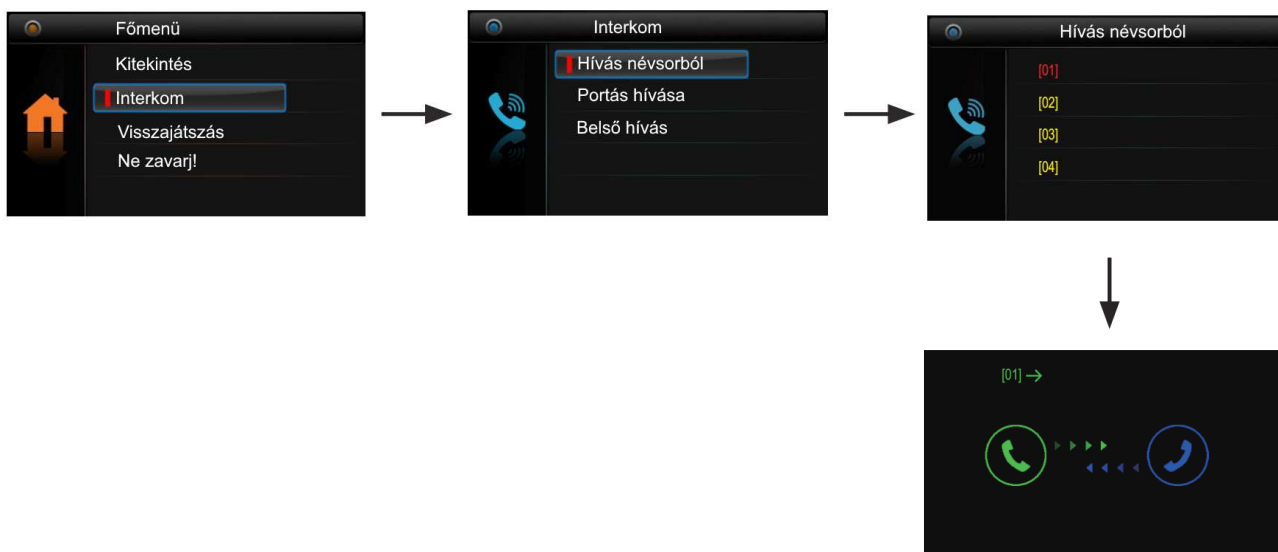 Főmenü
Kitekintés
Interkom
Visszajátszás
Ne zavarj!
Interkom
Hívás névsorból
Portás hívása
Belső hívás
Hívás névsorból
[01]
[02]
[03]
[04]
[01] →